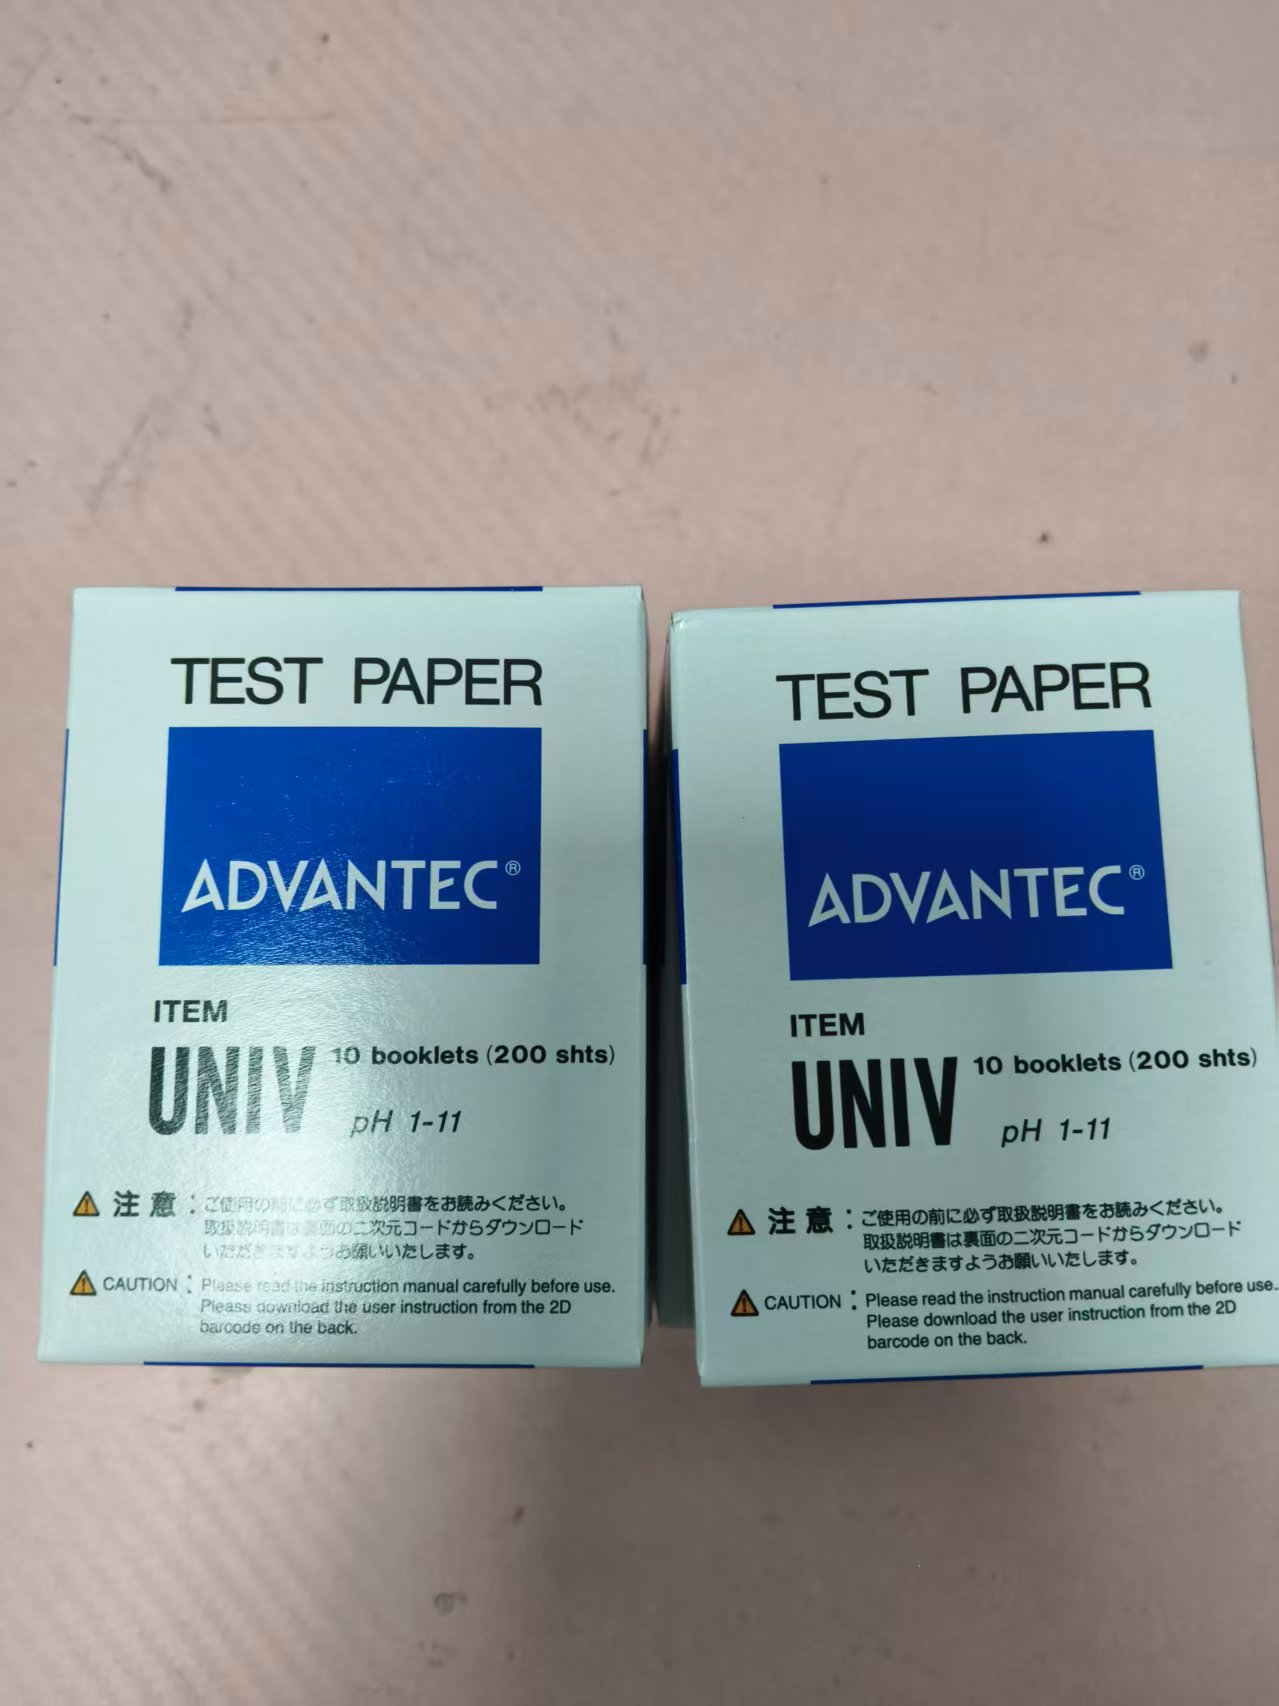 TEST PAPER
ADVANTEC®
ITEM
UNIV 10 booklets (200 shts)
pH 1-11
注意：ご使用の前に必ず取扱説明書をお読みください。
取扱説明書は裏面の二次元コードからダウンロード
いただきますようお願いいたします。
CAUTION：Please read the instruction manual carefully before use.
Please download the user instruction from the 2D
barcode on the back.
TEST PAPER
ADVANTEC®
ITEM
UNIV 10 booklets (200 shts)
pH 1-11
注意：ご使用の前に必ず取扱説明書をお読みください。
取扱説明書は裏面の二次元コードからダウンロード
いただきますようお願いいたします。
CAUTION：Please read the instruction manual carefully before use.
Please download the user instruction from the 2D
barcode on the back.